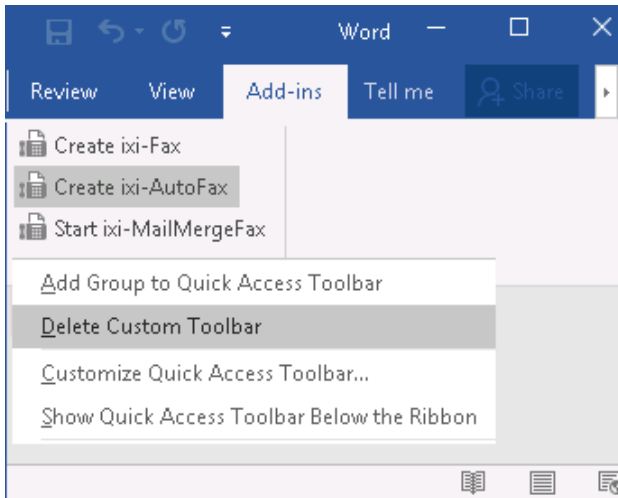 Word
Review View Add-ins Tell me Share
Create ixi-Fax
Create ixi-AutoFax
Start ixi-MailMergeFax
Add Group to Quick Access Toolbar
Delete Custom Toolbar
Customize Quick Access Toolbar...
Show Quick Access Toolbar Below the Ribbon